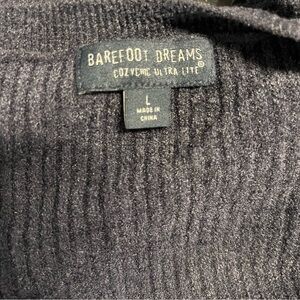 BAREFOOT DREAMS
COZYCHIC ULTRA LITE®
L
MADE IN
CHINA